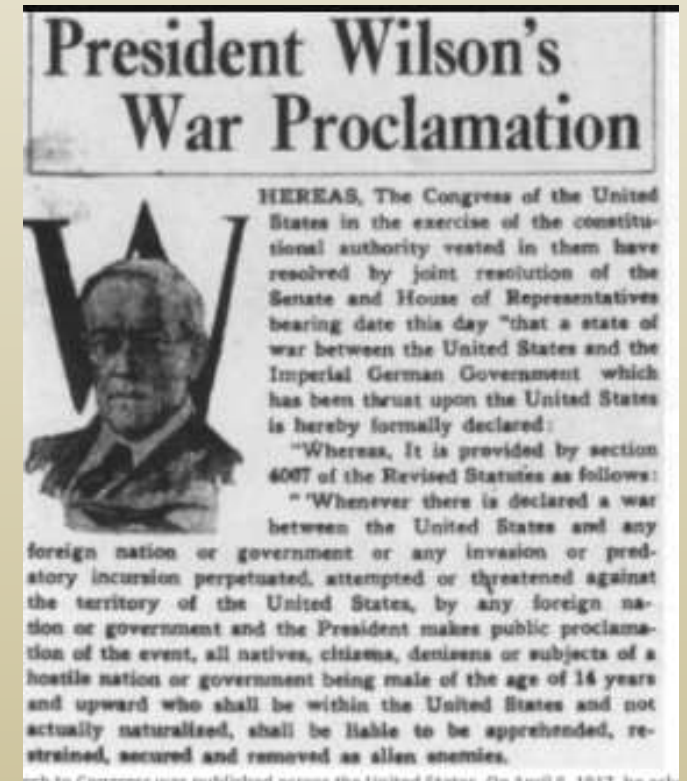 President Wilson's
War Proclamation
WHEREAS, The Congress of the United
States in the exercise of the constitu-
tional authority vested in them have
resolved by joint resolution of the
Senate and House of Representatives
bearing date this day "that a state of
war between the United States and the
Imperial German Government which
has been thrust upon the United States
is hereby formally declared:
"Whereas, It is provided by section
4067 of the Revised Statutes as follows:
"'Whenever there is declared a war
between the United States and any
foreign nation or government or any invasion or pred-
atory incursion perpetuated, attempted or threatened against
the territory of the United States, by any foreign na-
tion or government and the President makes public proclama-
tion of the event, all natives, citizens, denizens or subjects of a
hostile nation or government being male of the age of 14 years
and upward who shall be within the United States and not
actually naturalized, shall be liable to be apprehended, re-
strained, secured and removed as alien enemies.